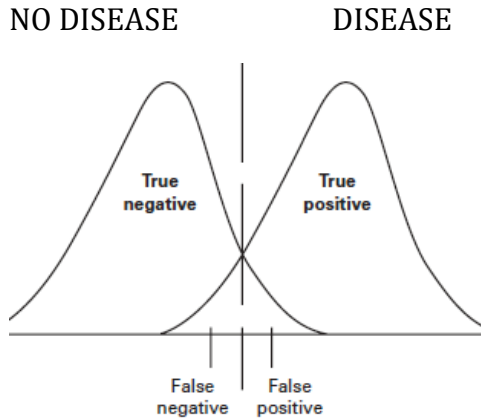 NO DISEASE DISEASE
True
negative
True
positive
False
negative
False
positive